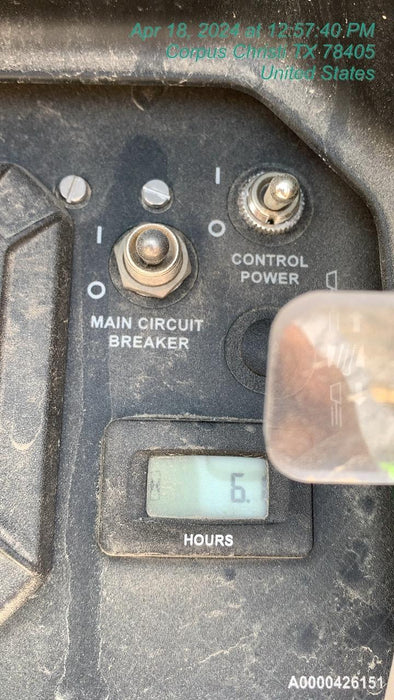 Apr 18, 2024 at 12:57:40 PM
Corpus Christi TX 78405
United States
I
O
CONTROL
POWER
I
O
MAIN CIRCUIT
BREAKER
6.
HOURS
A0000426151